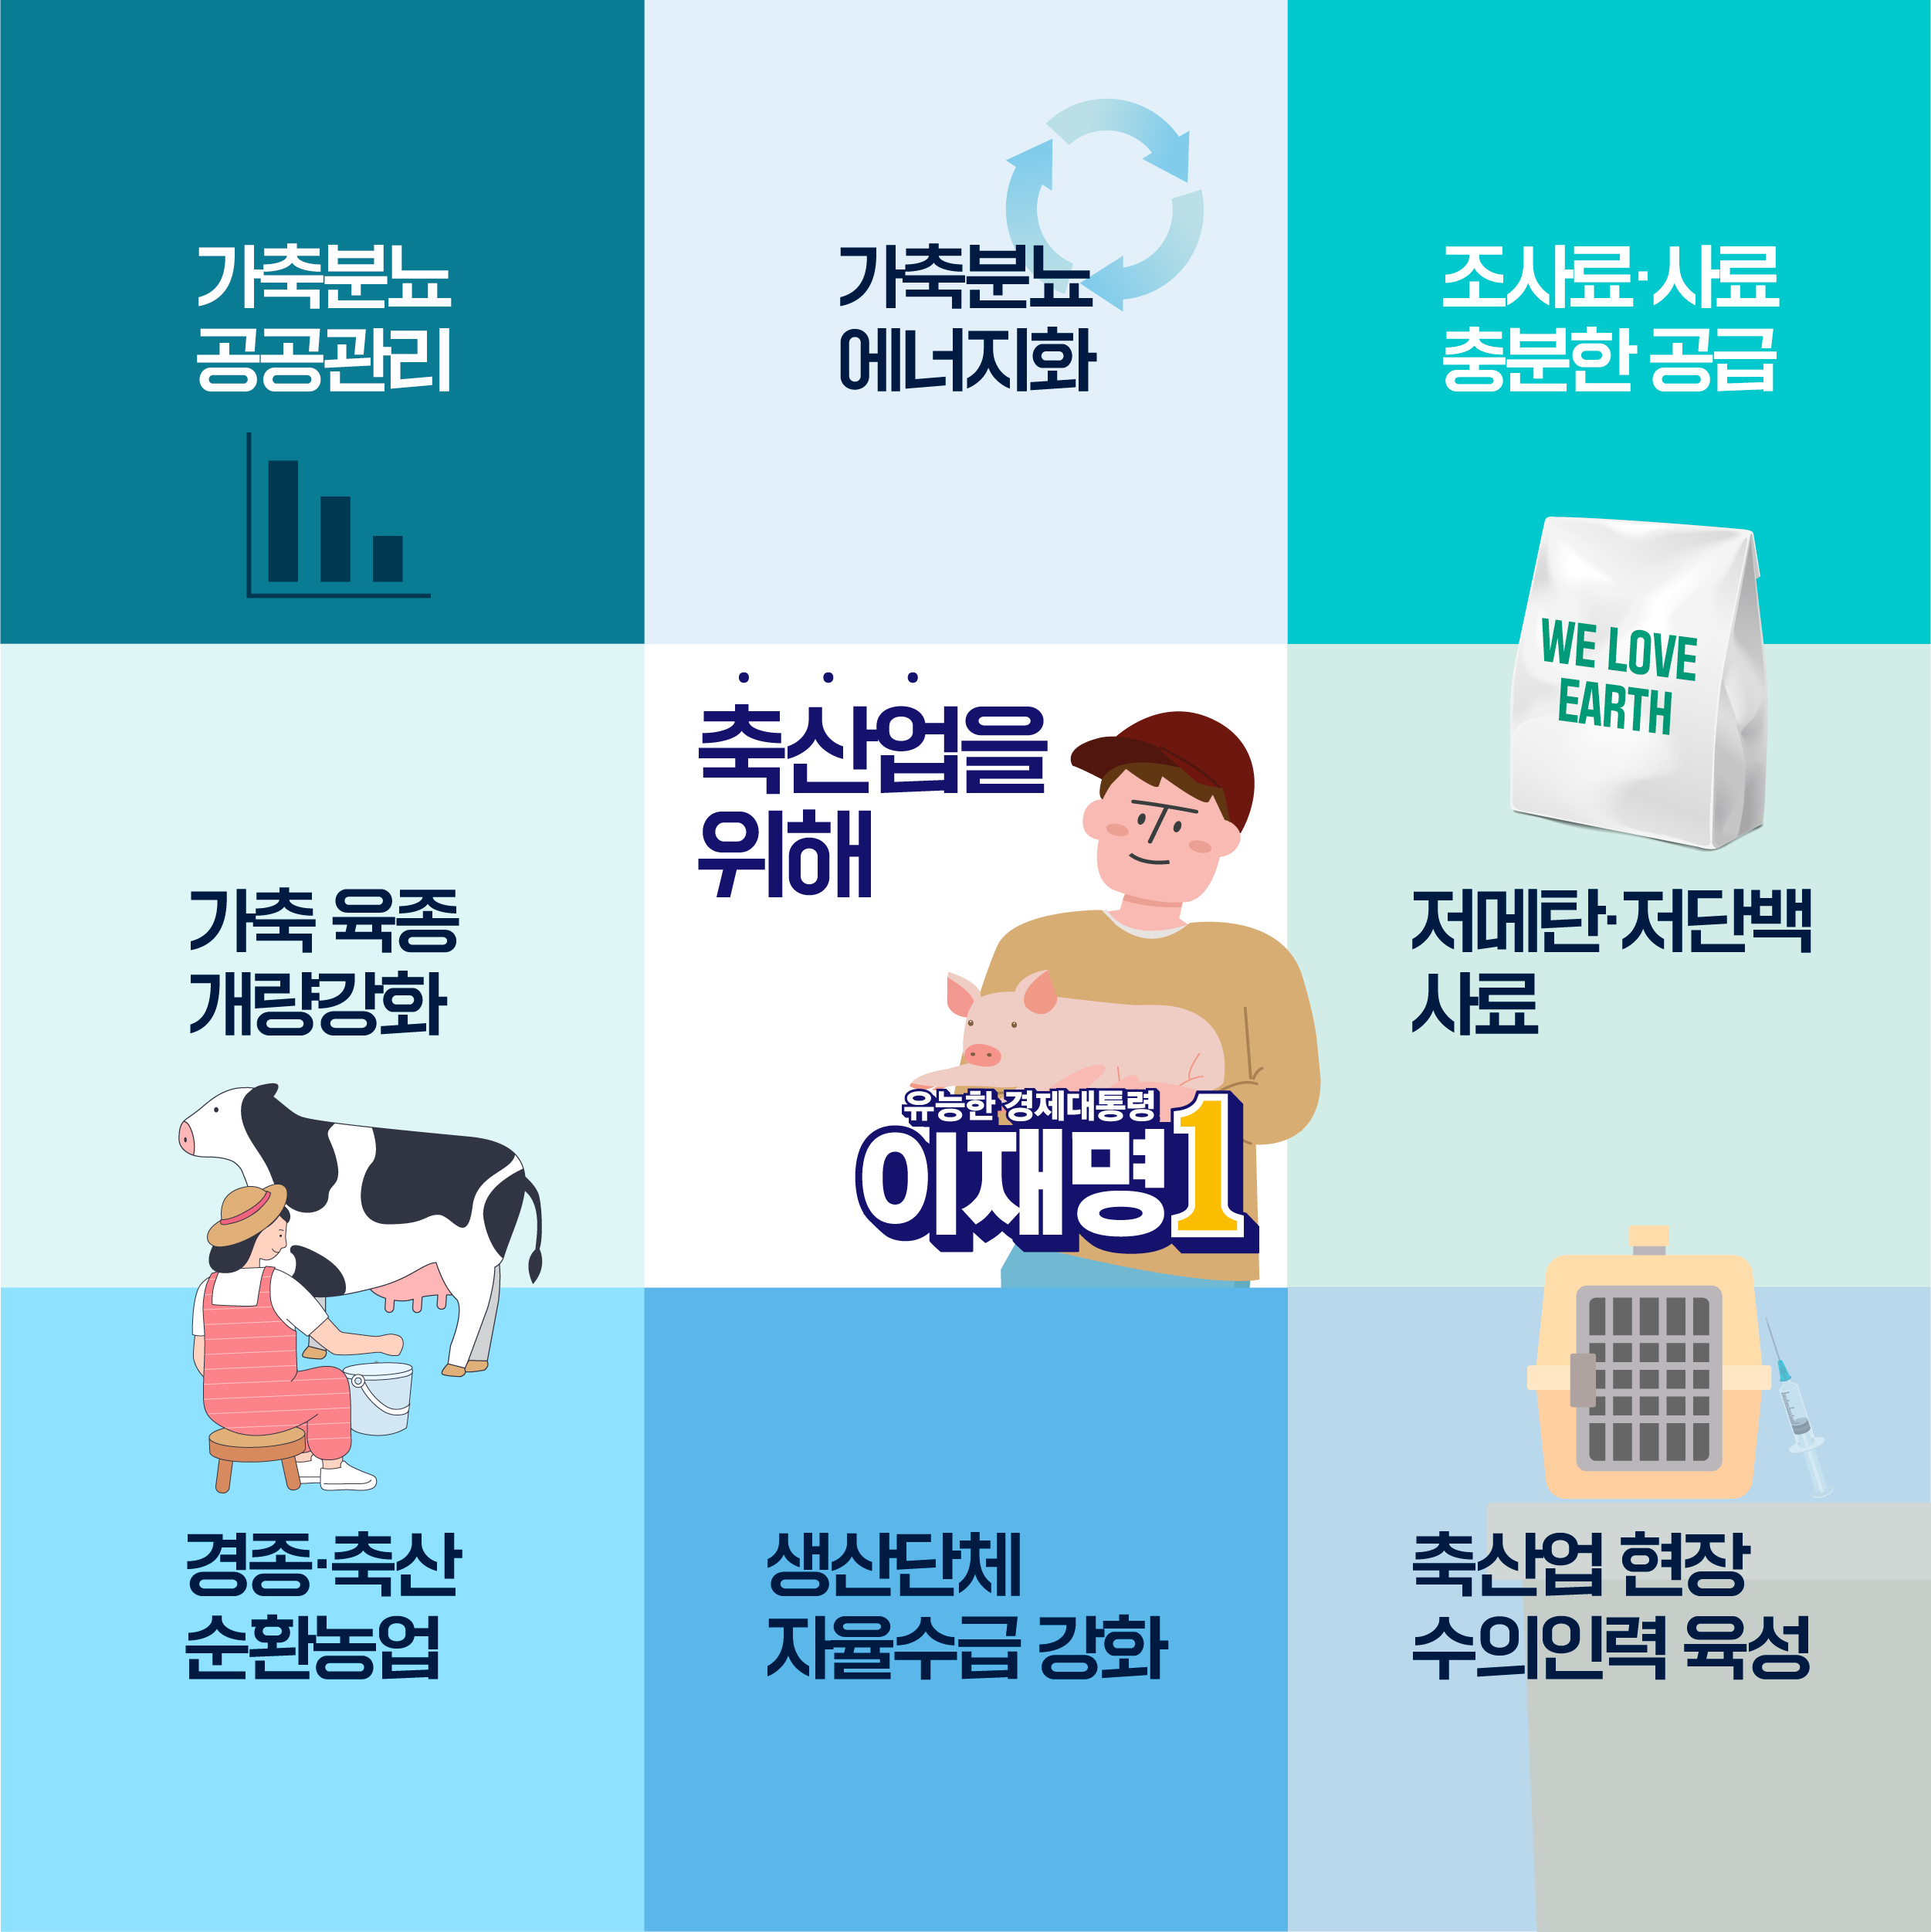 가축분뇨
공공관리
가축분뇨
에너지화
조사료·사료
충분한 공급
WE LOVE
EARTH
가축 육종
개량강화
축산업을
위해
유능한 경제대통령
이재명1
저메탄·저단백
사료
경종·축산
순환농업
생산단체
자율수급 강화
축산업 현장
수의인력 육성